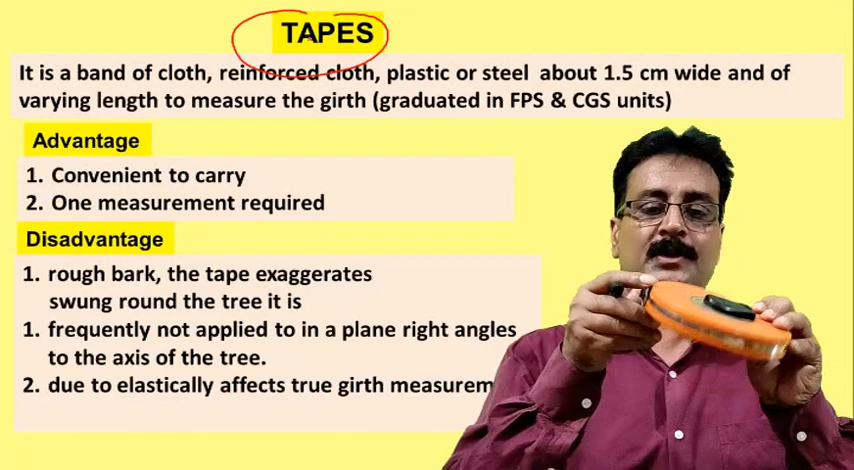 TAPES
It is a band of cloth, reinforced cloth, plastic or steel about 1.5 cm wide and of
varying length to measure the girth (graduated in FPS & CGS units)
Advantage
1. Convenient to carry
2. One measurement required
Disadvantage
1. rough bark, the tape exaggerates
swung round the tree it is
1. frequently not applied to in a plane right angles
to the axis of the tree.
2. due to elastically affects true girth measurem